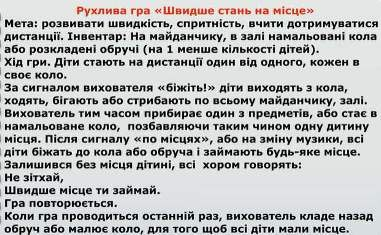 Рухлива гра «Швидше стань на місце»
Мета: розвивати швидкість, спритність, вчити дотримуватися
дистанції. Інвентар: На майданчику, в залі намальовані кола
або розкладені обручі (на 1 менше кількості дітей).
Хід гри. Діти стають на дистанції один від одного, кожен в
своєє коло.
За сигналом вихователя «біжіть!» діти виходять з кола,
ходять, бігають або стрибають по всьому майданчику, залі.
Вихователь тим часом прибирає один з предметів, або стає в
намальоване коло,  позбавляючи таким чином одну дитину
місця. Після сигналу «по місцях», або на зміну музики, всі
діти біжать до кола або обруча і займають будь-яке місце.
Залишився без місця дитині, всі  хором говорять:
Не зітхай,
Швидше місце ти займай.
Гра повторюється.
Коли гра проводиться останній раз, вихователь кладе назад
обруч або малює коло, для того щоб всі діти мали місце.